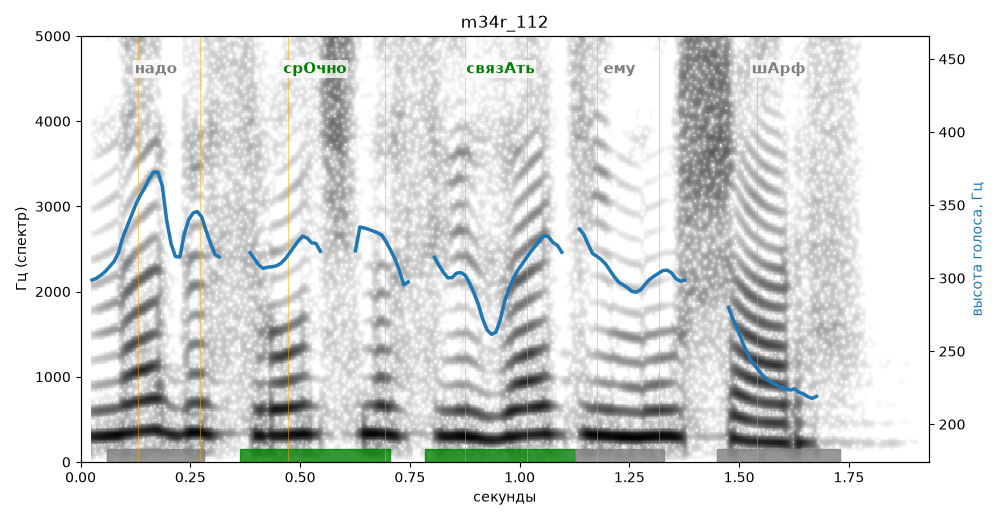 m34r_112
надо срОчно связАть ему шАрф
5000
4000
3000
2000
1000
0
Гц (спектр)
450
400
350
300
250
200
высота голоса, Гц
0.00 0.25 0.50 0.75 1.00 1.25 1.50 1.75
секунды